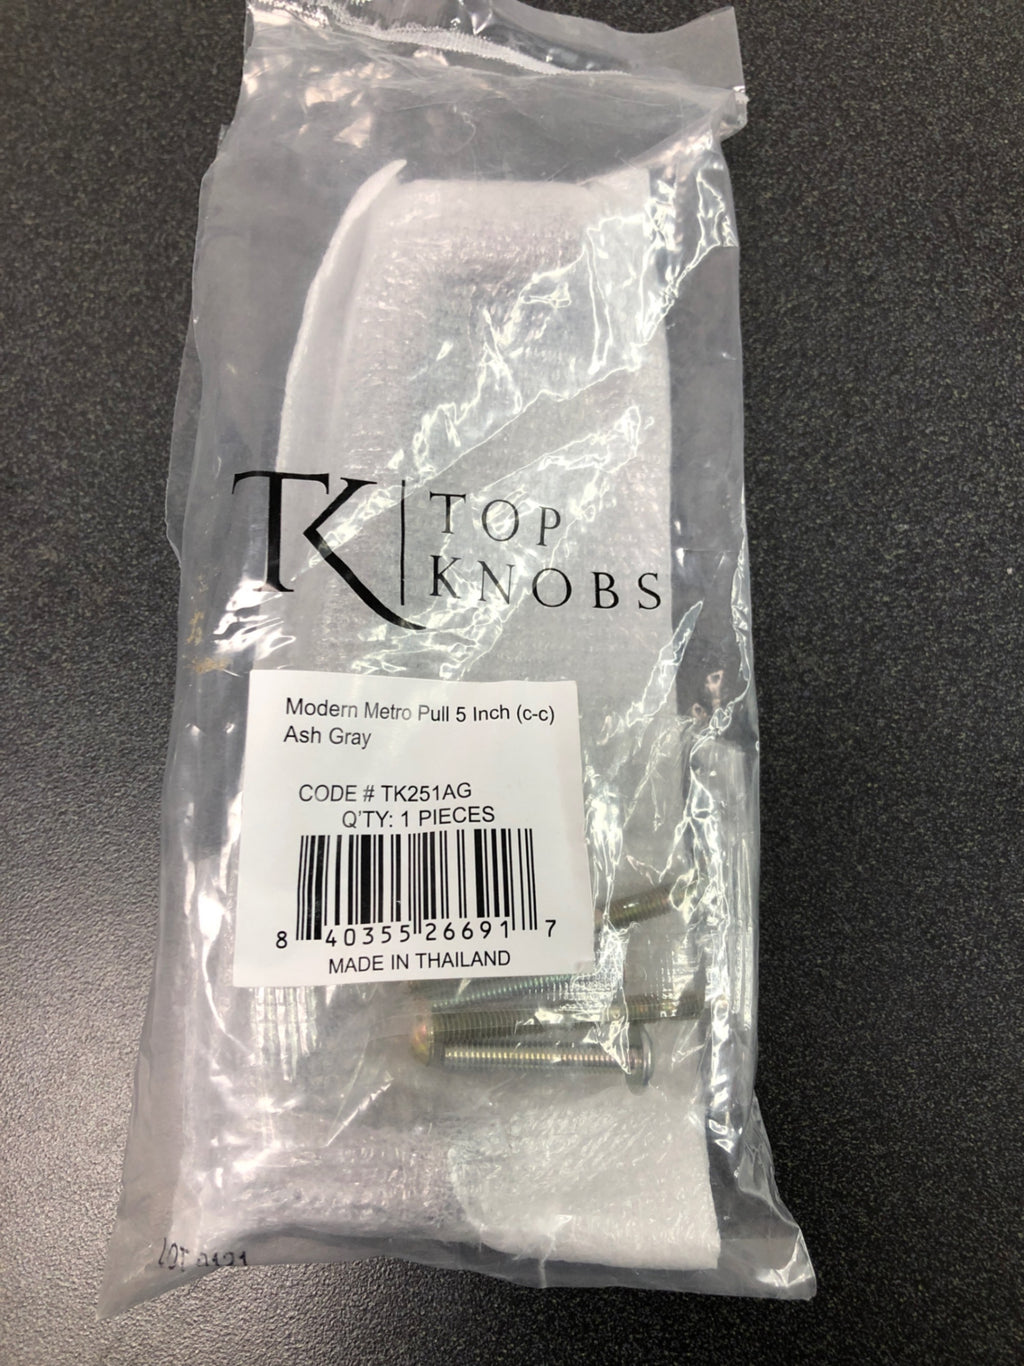 TK TOP
KNOBS
Modern Metro Pull 5 Inch (c-c)
Ash Gray
CODE # TK251AG
Q'TY: 1 PIECES
8 40355 26691 7
MADE IN THAILAND
LOT